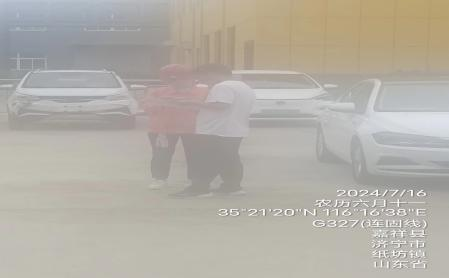 2024/7/16
农历六月十一
35°21'20"N 116°16'38"E
G327(连固线)
嘉祥县
济宁市
纸坊镇
山东省